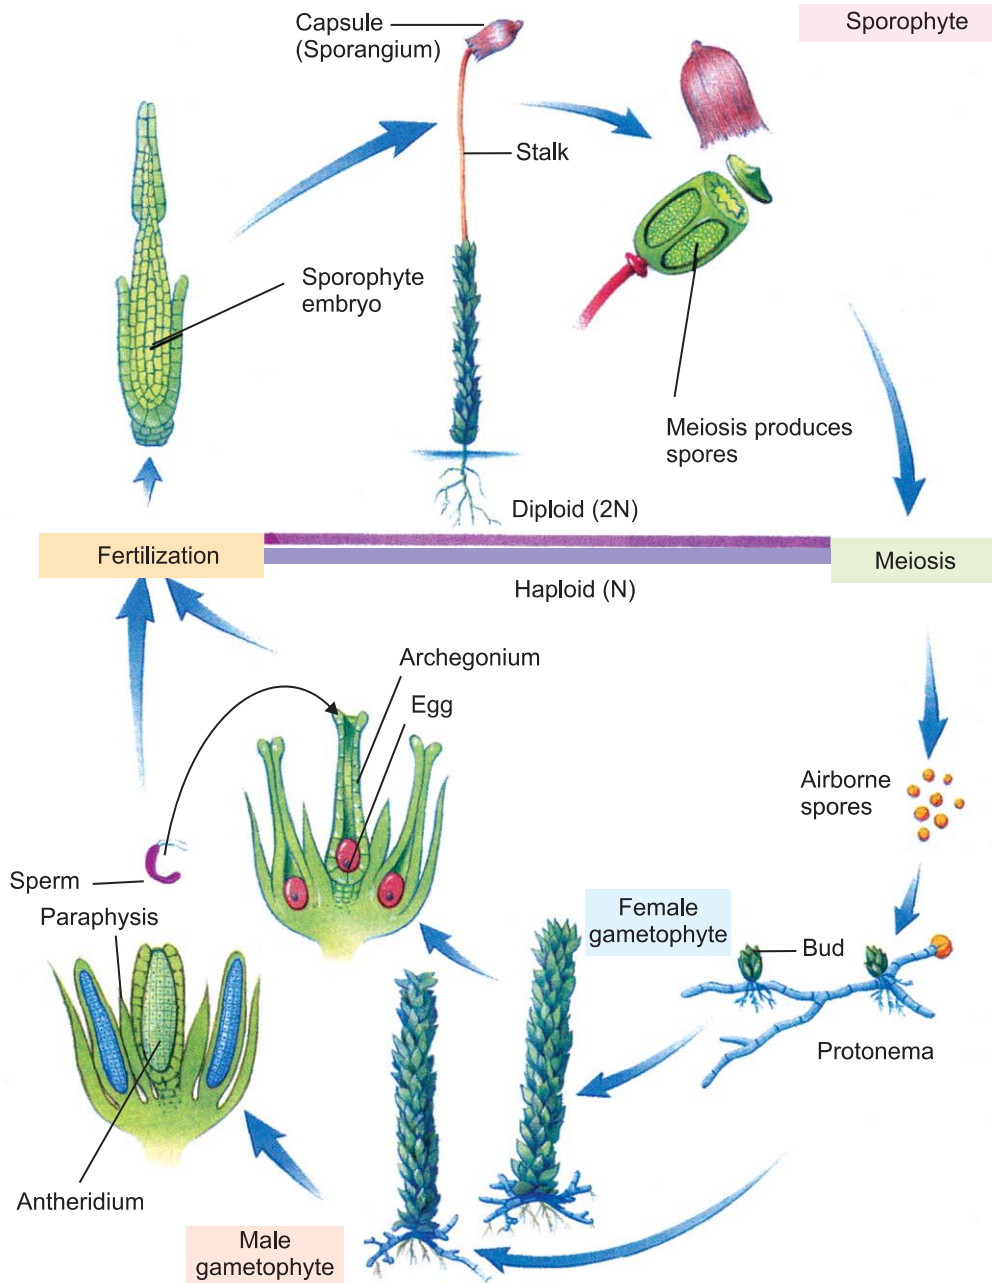 Capsule
(Sporangium)
Sporophyte
Stalk
Sporophyte
embryo
Meiosis produces
spores
Diploid (2N)
Fertilization
Meiosis
Haploid (N)
Archegonium
Egg
Airborne
spores
Sperm
Paraphysis
Female
gametophyte
Bud
Protonema
Antheridium
Male
gametophyte